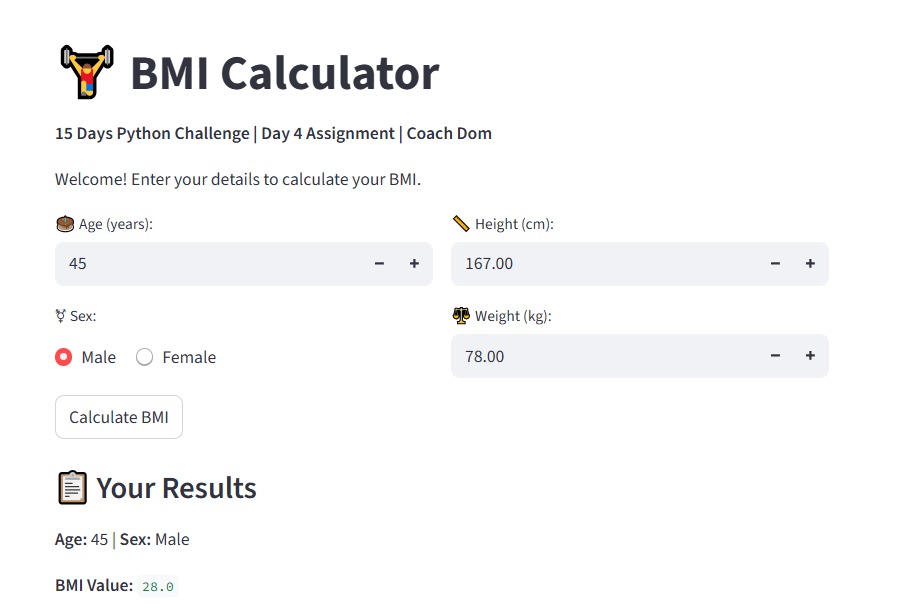 BMI Calculator
15 Days Python Challenge | Day 4 Assignment | Coach Dom
Welcome! Enter your details to calculate your BMI.
Age (years):
45 − +
Height (cm):
167.00 − +
⚧ Sex:
Male Female
Weight (kg):
78.00 − +
Calculate BMI
Your Results
Age: 45 | Sex: Male
BMI Value: 28.0